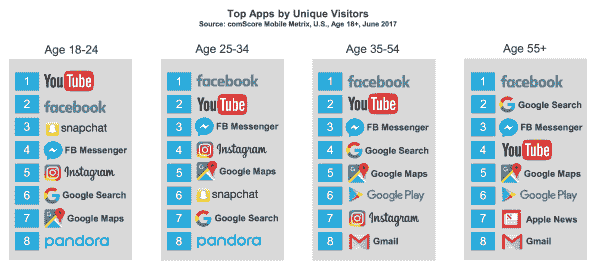 Top Apps by Unique Visitors
Source: comScore Mobile Metrix, U.S., Age 18+, June 2017
Age 18-24
1 YouTube
2 facebook
3 snapchat
4 FB Messenger
5 Instagram
6 Google Search
7 Google Maps
8 pandora
Age 25-34
1 facebook
2 YouTube
3 FB Messenger
4 Instagram
5 Google Maps
6 snapchat
7 Google Search
8 pandora
Age 35-54
1 facebook
2 YouTube
3 FB Messenger
4 Google Search
5 Google Maps
6 Google Play
7 Instagram
8 Gmail
Age 55+
1 facebook
2 Google Search
3 FB Messenger
4 YouTube
5 Google Maps
6 Google Play
7 Apple News
8 Gmail